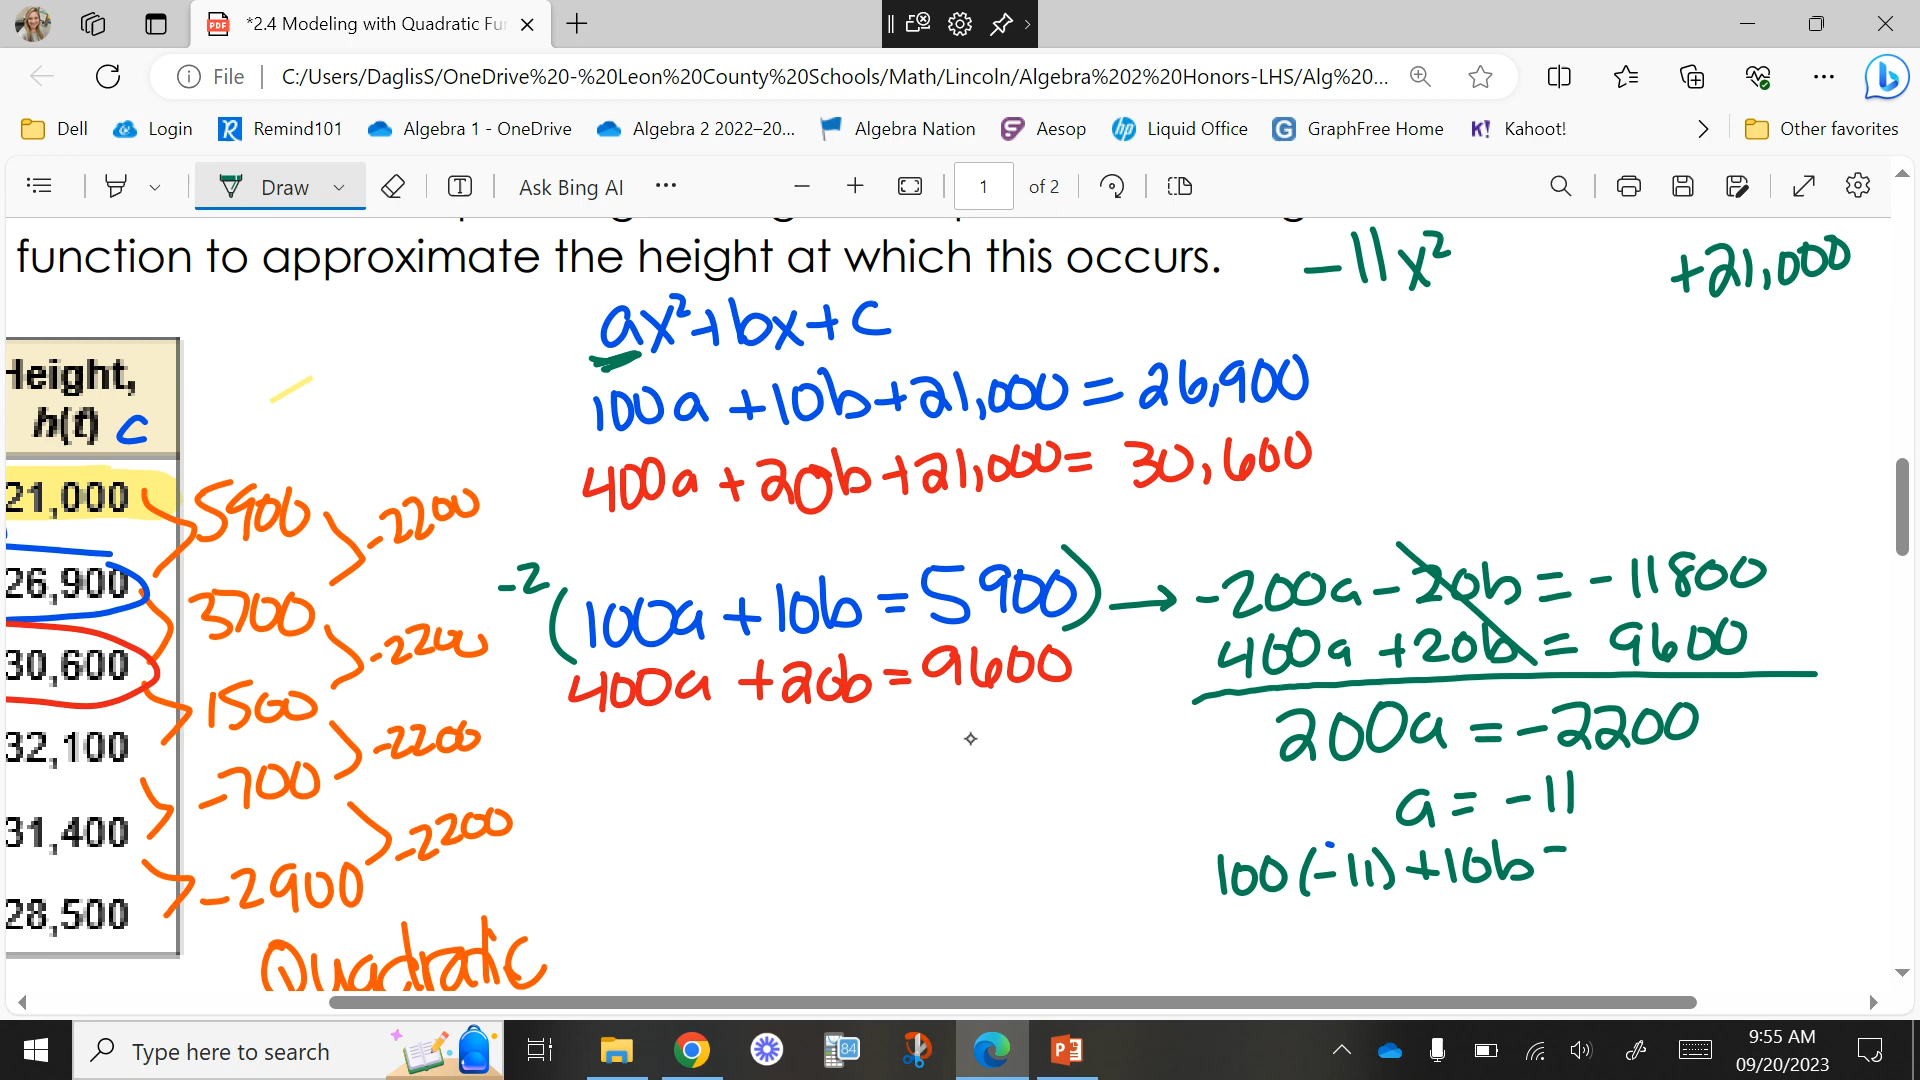 *2.4 Modeling with Quadratic Fu
File
C:/Users/DaglisS/OneDrive%20-%20Leon%20County%20Schools/Math/Lincoln/Algebra%202%20Honors-LHS/Alg%20...
Dell Login Remind101 Algebra 1 - OneDrive Algebra 2 2022–20... Algebra Nation Aesop Liquid Office GraphFree Home Kahoot! Other favorites
Draw Ask Bing AI 1 of 2
function to approximate the height at which this occurs.
-11x² +21,000
ax²+bx+c
100a +10b+21,000=26,900
400a+20b+21,000= 30,600
Height,
h(t) c
21,000
26,900
30,600
32,100
31,400
28,500
5900
3700
1500
-700
-2900
-2200
-2200
-2200
-2200
Quadratic
-2(100a+10b=5900) → -200a-20b=-11800
400a+20b=9600
400a+20b=9600
200a=-2200
a=-11
100(-11)+10b=
Type here to search
84
9:55 AM
09/20/2023